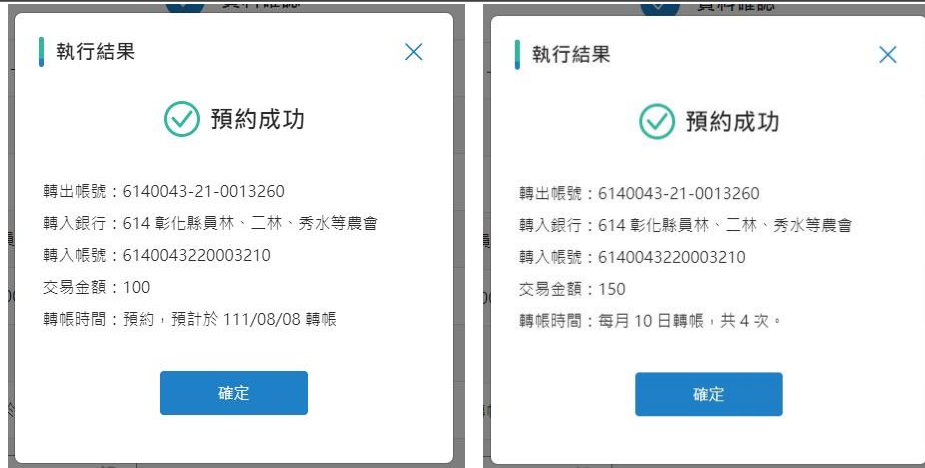 執行結果
預約成功
轉出帳號：6140043-21-0013260
轉入銀行：614 彰化縣員林、二林、秀水等農會
轉入帳號：6140043220003210
交易金額：100
轉帳時間：預約，預計於 111/08/08 轉帳
確定
執行結果
預約成功
轉出帳號：6140043-21-0013260
轉入銀行：614 彰化縣員林、二林、秀水等農會
轉入帳號：6140043220003210
交易金額：150
轉帳時間：每月 10 日轉帳，共 4 次。
確定